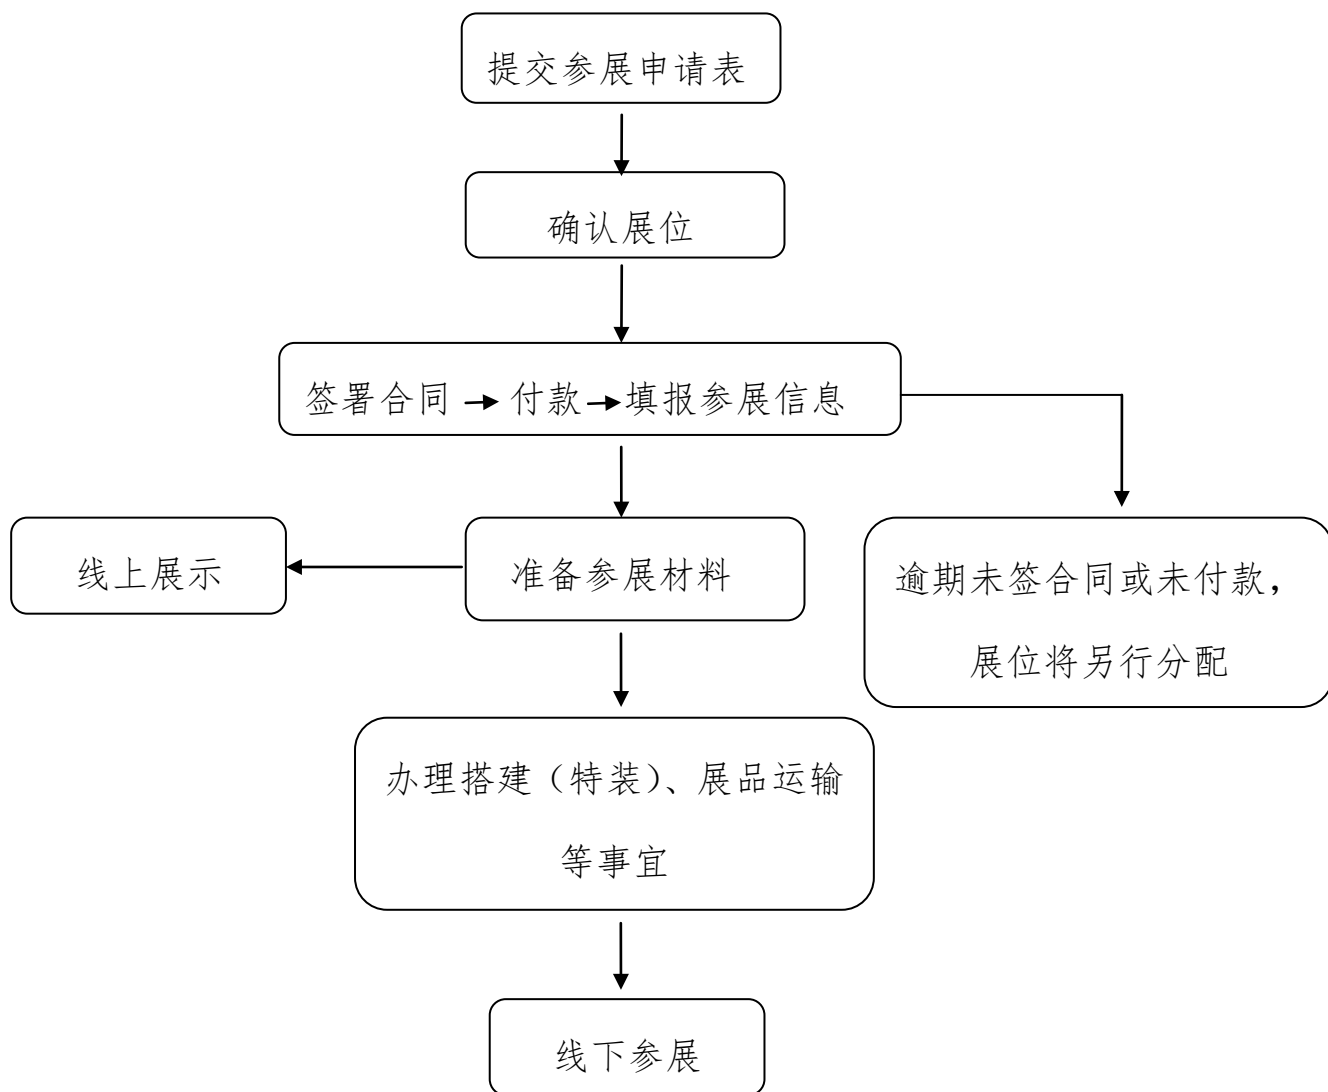 提交参展申请表
确认展位
签署合同 → 付款 → 填报参展信息
线上展示
准备参展材料
逾期未签合同或未付款，
展位将另行分配
办理搭建（特装）、展品运输
等事宜
线下参展